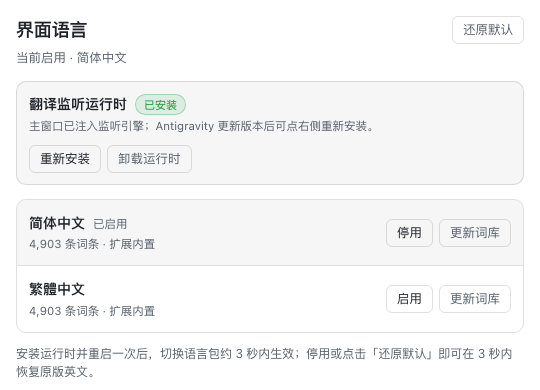 界面语言
还原默认
当前启用 · 简体中文
翻译监听运行时 已安装
主窗口已注入监听引擎；Antigravity 更新版本后可点右侧重新安装。
重新安装 卸载运行时
简体中文 已启用
4,903 条词条 · 扩展内置
停用 更新词库
繁體中文
4,903 条词条 · 扩展内置
启用 更新词库
安装运行时并重启一次后，切换语言包约 3 秒内生效；停用或点击「还原默认」即可在 3 秒内
恢复原版英文。